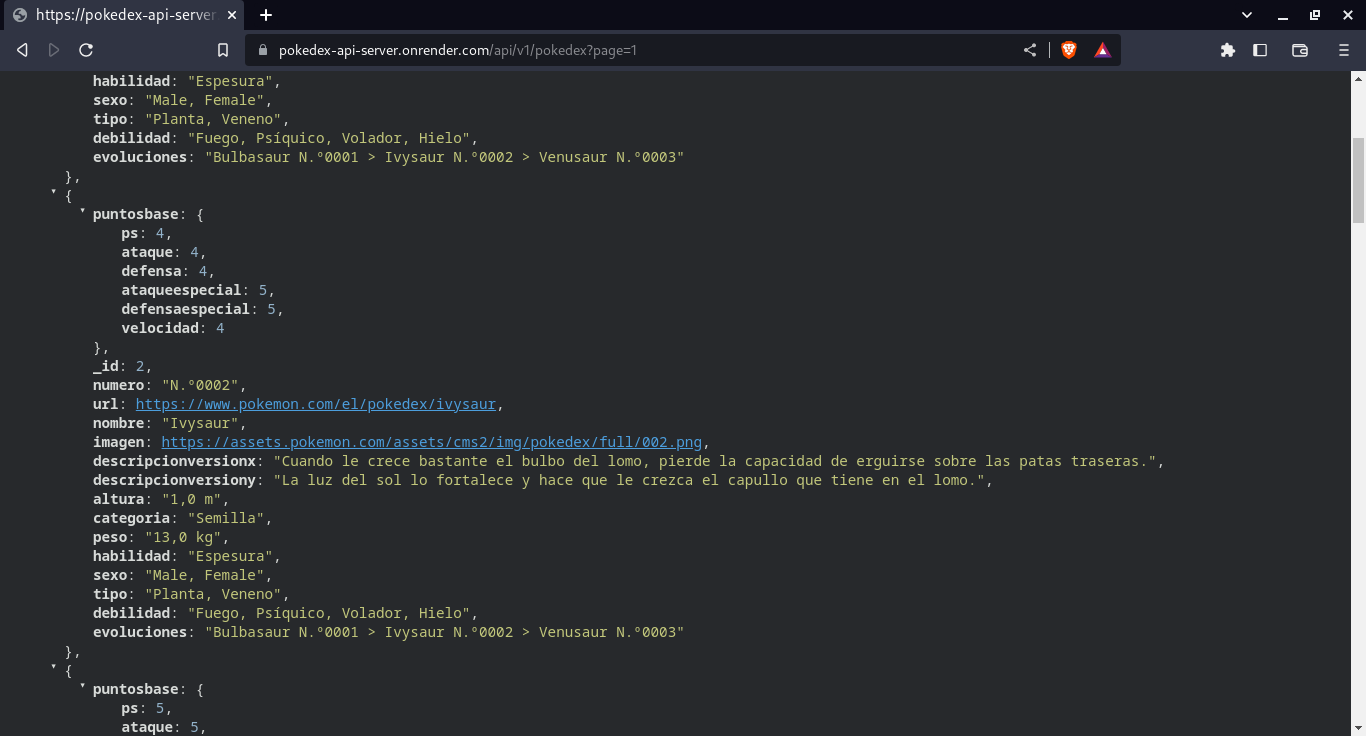 https://pokedex-api-server
pokedex-api-server.onrender.com/api/v1/pokedex?page=1
habilidad: "Espesura",
sexo: "Male, Female",
tipo: "Planta, Veneno",
debilidad: "Fuego, Psíquico, Volador, Hielo",
evoluciones: "Bulbasaur N.º0001 > Ivysaur N.º0002 > Venusaur N.º0003"
},
{
puntosbase: {
ps: 4,
ataque: 4,
defensa: 4,
ataqueespecial: 5,
defensaespecial: 5,
velocidad: 4
},
_id: 2,
numero: "N.º0002",
url: https://www.pokemon.com/el/pokedex/ivysaur,
nombre: "Ivysaur",
imagen: https://assets.pokemon.com/assets/cms2/img/pokedex/full/002.png,
descripcionversionx: "Cuando le crece bastante el bulbo del lomo, pierde la capacidad de erguirse sobre las patas traseras.",
descripcionversiony: "La luz del sol lo fortalece y hace que le crezca el capullo que tiene en el lomo.",
altura: "1,0 m",
categoria: "Semilla",
peso: "13,0 kg",
habilidad: "Espesura",
sexo: "Male, Female",
tipo: "Planta, Veneno",
debilidad: "Fuego, Psíquico, Volador, Hielo",
evoluciones: "Bulbasaur N.º0001 > Ivysaur N.º0002 > Venusaur N.º0003"
},
{
puntosbase: {
ps: 5,
ataque: 5,